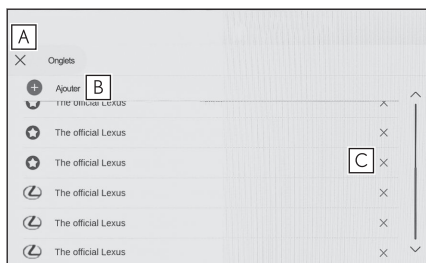 A
Onglets
Ajouter B
The official Lexus
The official Lexus
The official Lexus C
The official Lexus
The official Lexus
The official Lexus